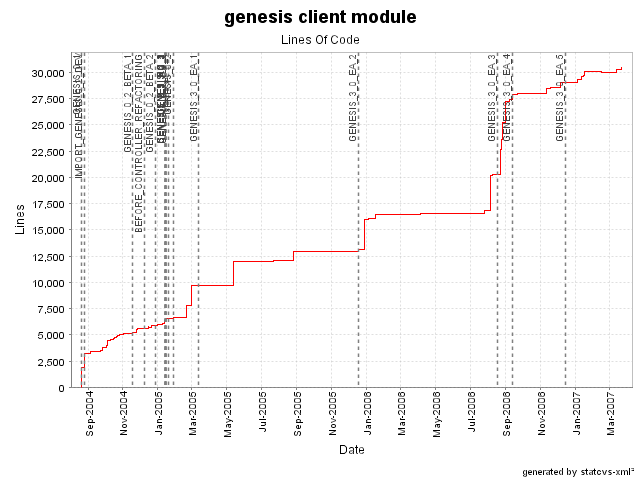 genesis client module
Lines Of Code
30,000
27,500
25,000
22,500
20,000
17,500
15,000
12,500
10,000
7,500
5,000
2,500
0
Lines
GENESIS_0_2_BETA_1
BEFORE_CONTROLLER_REFACTORING
GENESIS_0_2_BETA_2
GENESIS_3_0_EA_1
GENESIS_3_0_EA_2
GENESIS_3_0_EA_3
GENESIS_3_0_EA_4
GENESIS_3_0_EA_5
Sep-2004
Nov-2004
Jan-2005
Mar-2005
May-2005
Jul-2005
Sep-2005
Nov-2005
Jan-2006
Mar-2006
May-2006
Jul-2006
Sep-2006
Nov-2006
Jan-2007
Mar-2007
Date
generated by statcvs-xml²